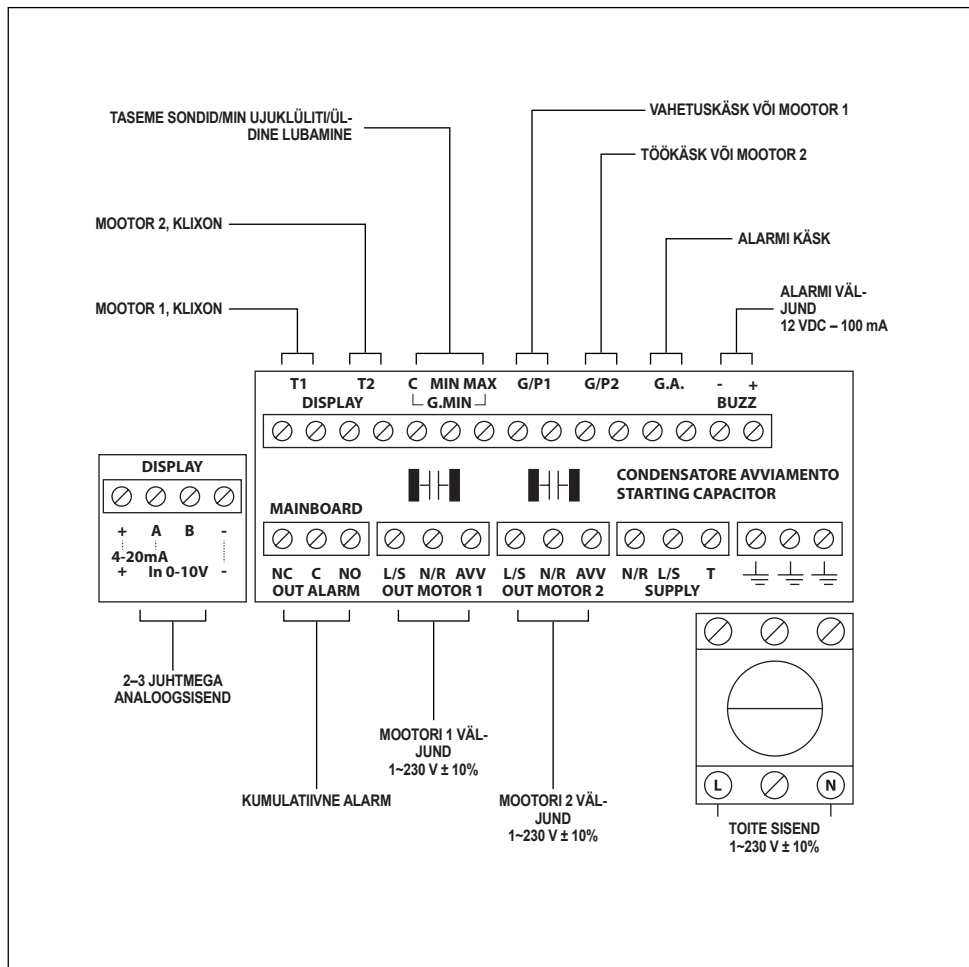 TASEME SONDID/MIN UJUKLÜLITI/ÜL-
DINE LUBAMINE
VAHETUSKÄSK VÕI MOOTOR 1
TÖÖKÄSK VÕI MOOTOR 2
MOOTOR 2, KLIXON
ALARMI KÄSK
MOOTOR 1, KLIXON
ALARMI VÄL-
JUND
12 VDC – 100 mA
T1 T2 C MIN MAX G/P1 G/P2 G.A. - +
DISPLAY G.MIN BUZZ
DISPLAY
+ A B -
4-20mA
+ In 0-10V -
CONDENSATORE AVVIAMENTO
STARTING CAPACITOR
MAINBOARD
NC C NO L/S N/R AVV L/S N/R AVV N/R L/S T
OUT ALARM OUT MOTOR 1 OUT MOTOR 2 SUPPLY
2–3 JUHTMEGA
ANALOOGSISEND
MOOTORI 1 VÄL-
JUND
1~230 V ± 10%
KUMULATIIVNE ALARM
MOOTORI 2 VÄL-
JUND
1~230 V ± 10%
L N
TOITE SISEND
1~230 V ± 10%